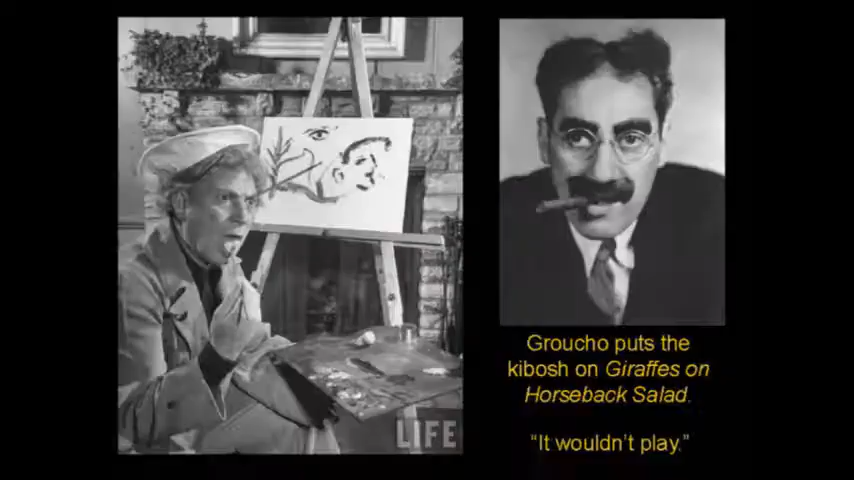 LIFE
Groucho puts the
kibosh on Giraffes on
Horseback Salad.
"It wouldn't play."